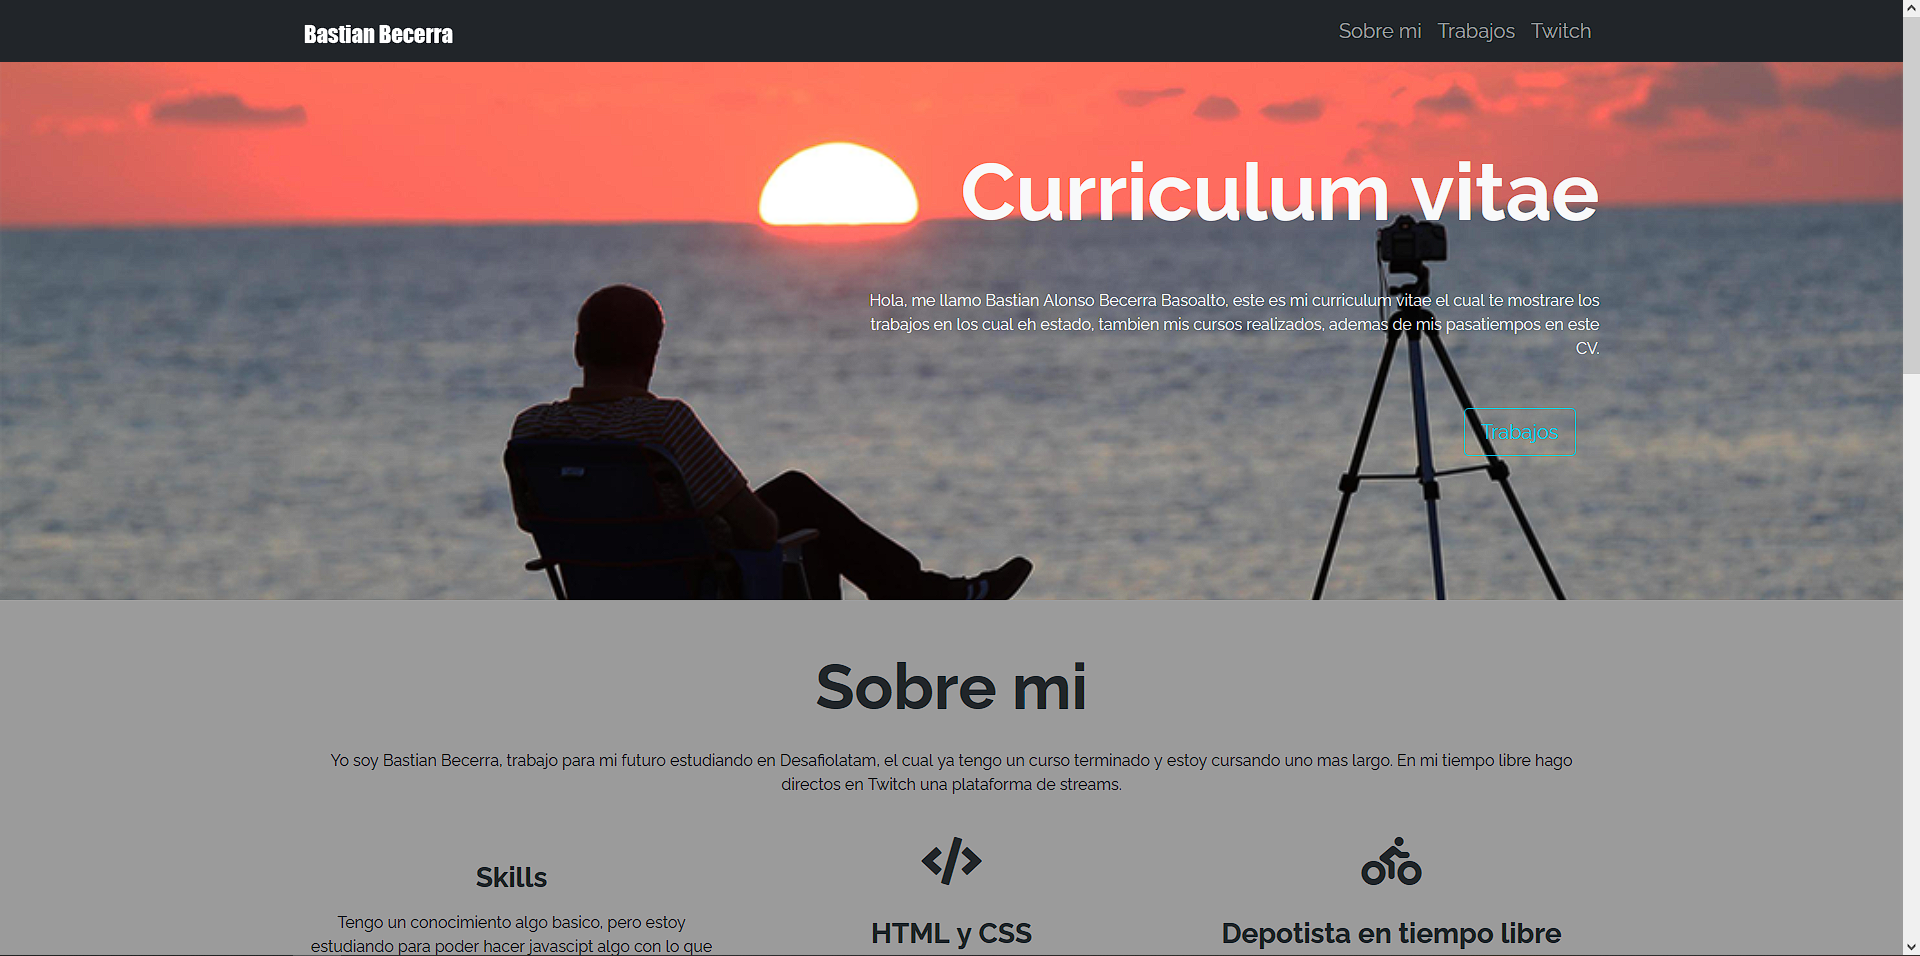 Bastian Becerra
Sobre mi Trabajos Twitch
Curriculum vitae
Hola, me llamo Bastian Alonso Becerra Basoalto, este es mi curriculum vitae el cual te mostrare los
trabajos en los cual eh estado, tambien mis cursos realizados, ademas de mis pasatiempos en este
CV.
Trabajos
Sobre mi
Yo soy Bastian Becerra, trabajo para mi futuro estudiando en Desafiolatam, el cual ya tengo un curso terminado y estoy cursando uno mas largo. En mi tiempo libre hago
directos en Twitch una plataforma de streams.
Skills
Tengo un conocimiento algo basico, pero estoy
estudiando para poder hacer javascipt algo con lo que
HTML y CSS
Depotista en tiempo libre